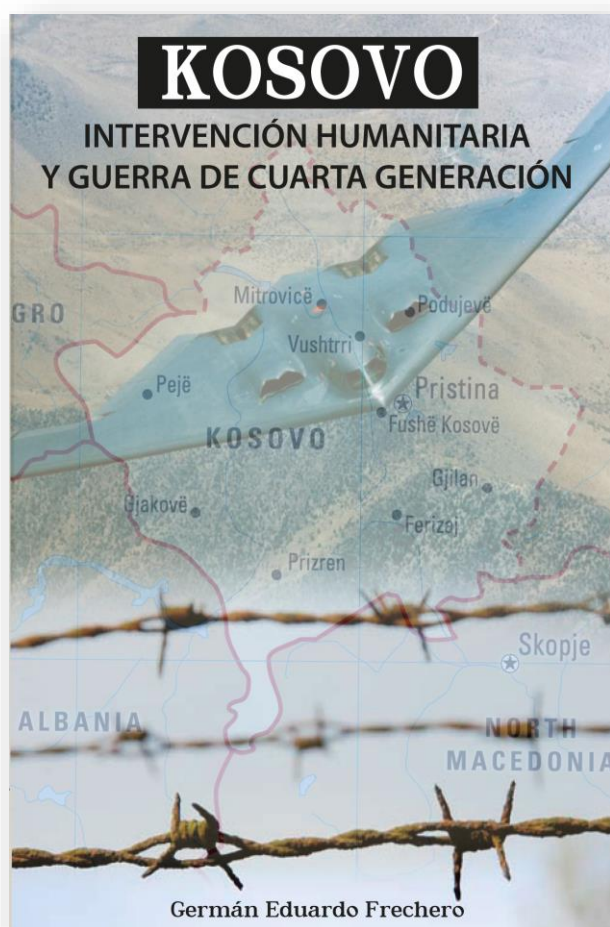 KOSOVO
INTERVENCIÓN HUMANITARIA
Y GUERRA DE CUARTA GENERACIÓN
Mitrovicë
Podujevë
GRO
Vushtrri
Pejë
Pristina
Fushë Kosovë
KOSOVO
Gjilan
Gjakovë
Ferizaj
Prizren
Skopje
ALBANIA
NORTH
MACEDONIA
Germán Eduardo Frechero